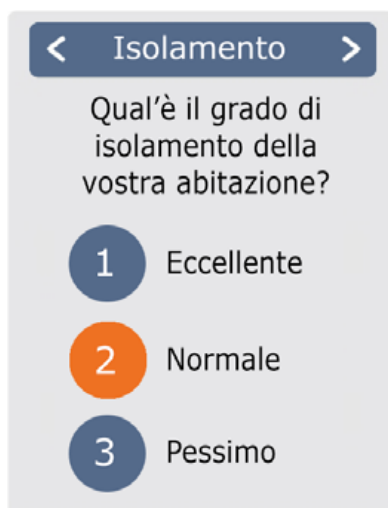 < Isolamento >
Qual’è il grado di
isolamento della
vostra abitazione?
1 Eccellente
2 Normale
3 Pessimo